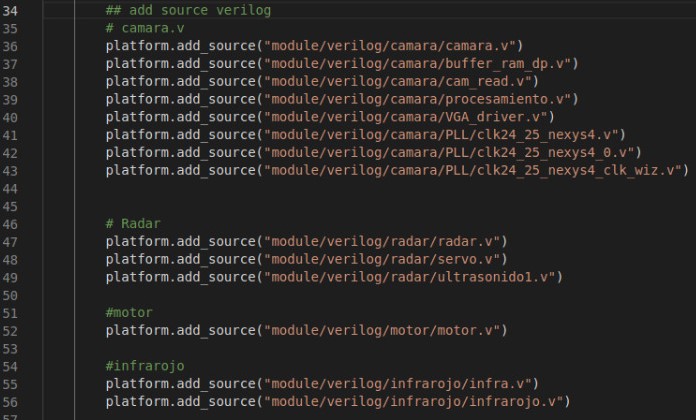 34 ## add source verilog
35 # camara.v
36 platform.add_source("module/verilog/camara/camara.v")
37 platform.add_source("module/verilog/camara/buffer_ram_dp.v")
38 platform.add_source("module/verilog/camara/cam_read.v")
39 platform.add_source("module/verilog/camara/procesamiento.v")
40 platform.add_source("module/verilog/camara/VGA_driver.v")
41 platform.add_source("module/verilog/camara/PLL/clk24_25_nexys4.v")
42 platform.add_source("module/verilog/camara/PLL/clk24_25_nexys4_0.v")
43 platform.add_source("module/verilog/camara/PLL/clk24_25_nexys4_clk_wiz.v")
44
45
46 # Radar
47 platform.add_source("module/verilog/radar/radar.v")
48 platform.add_source("module/verilog/radar/servo.v")
49 platform.add_source("module/verilog/radar/ultrasonido1.v")
50
51 #motor
52 platform.add_source("module/verilog/motor/motor.v")
53
54 #infrarojo
55 platform.add_source("module/verilog/infrarojo/infra.v")
56 platform.add_source("module/verilog/infrarojo/infrarojo.v")
57